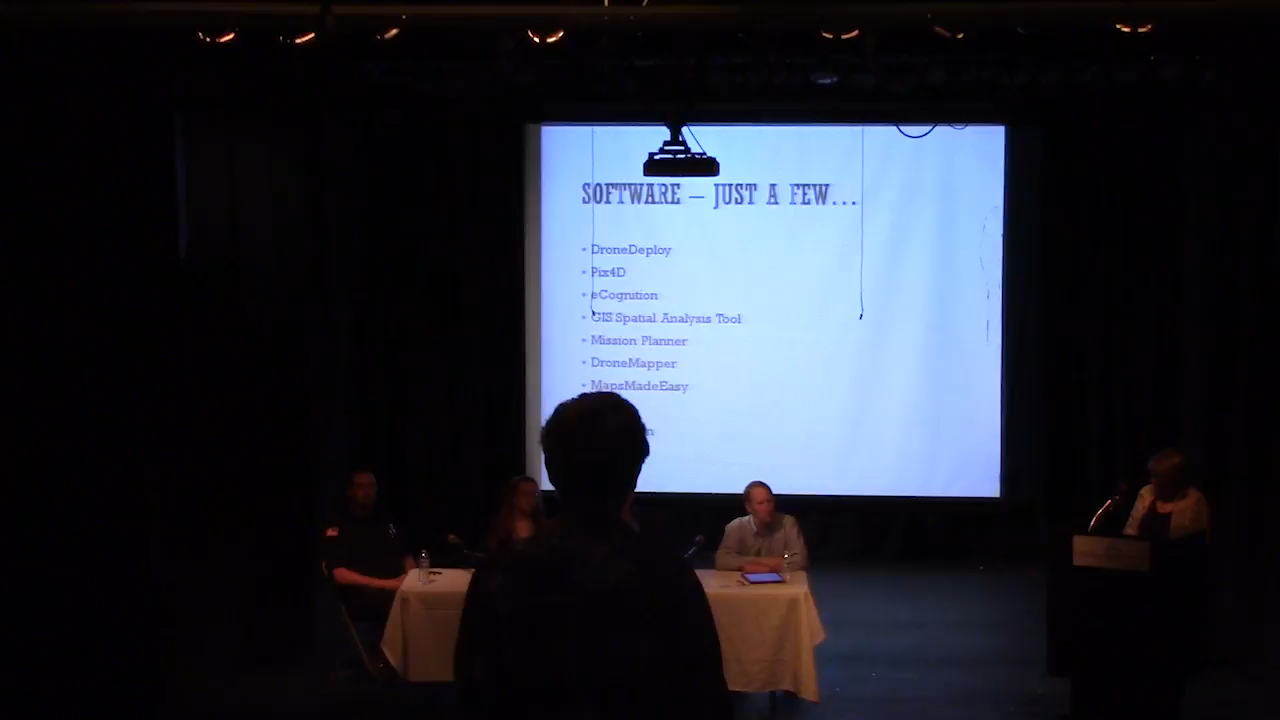 SOFTWARE – JUST A FEW...
• DroneDeploy
• Pix4D
• eCognition
• GIS Spatial Analysis Tool
• Mission Planner
• DroneMapper
• MapsMadeEasy